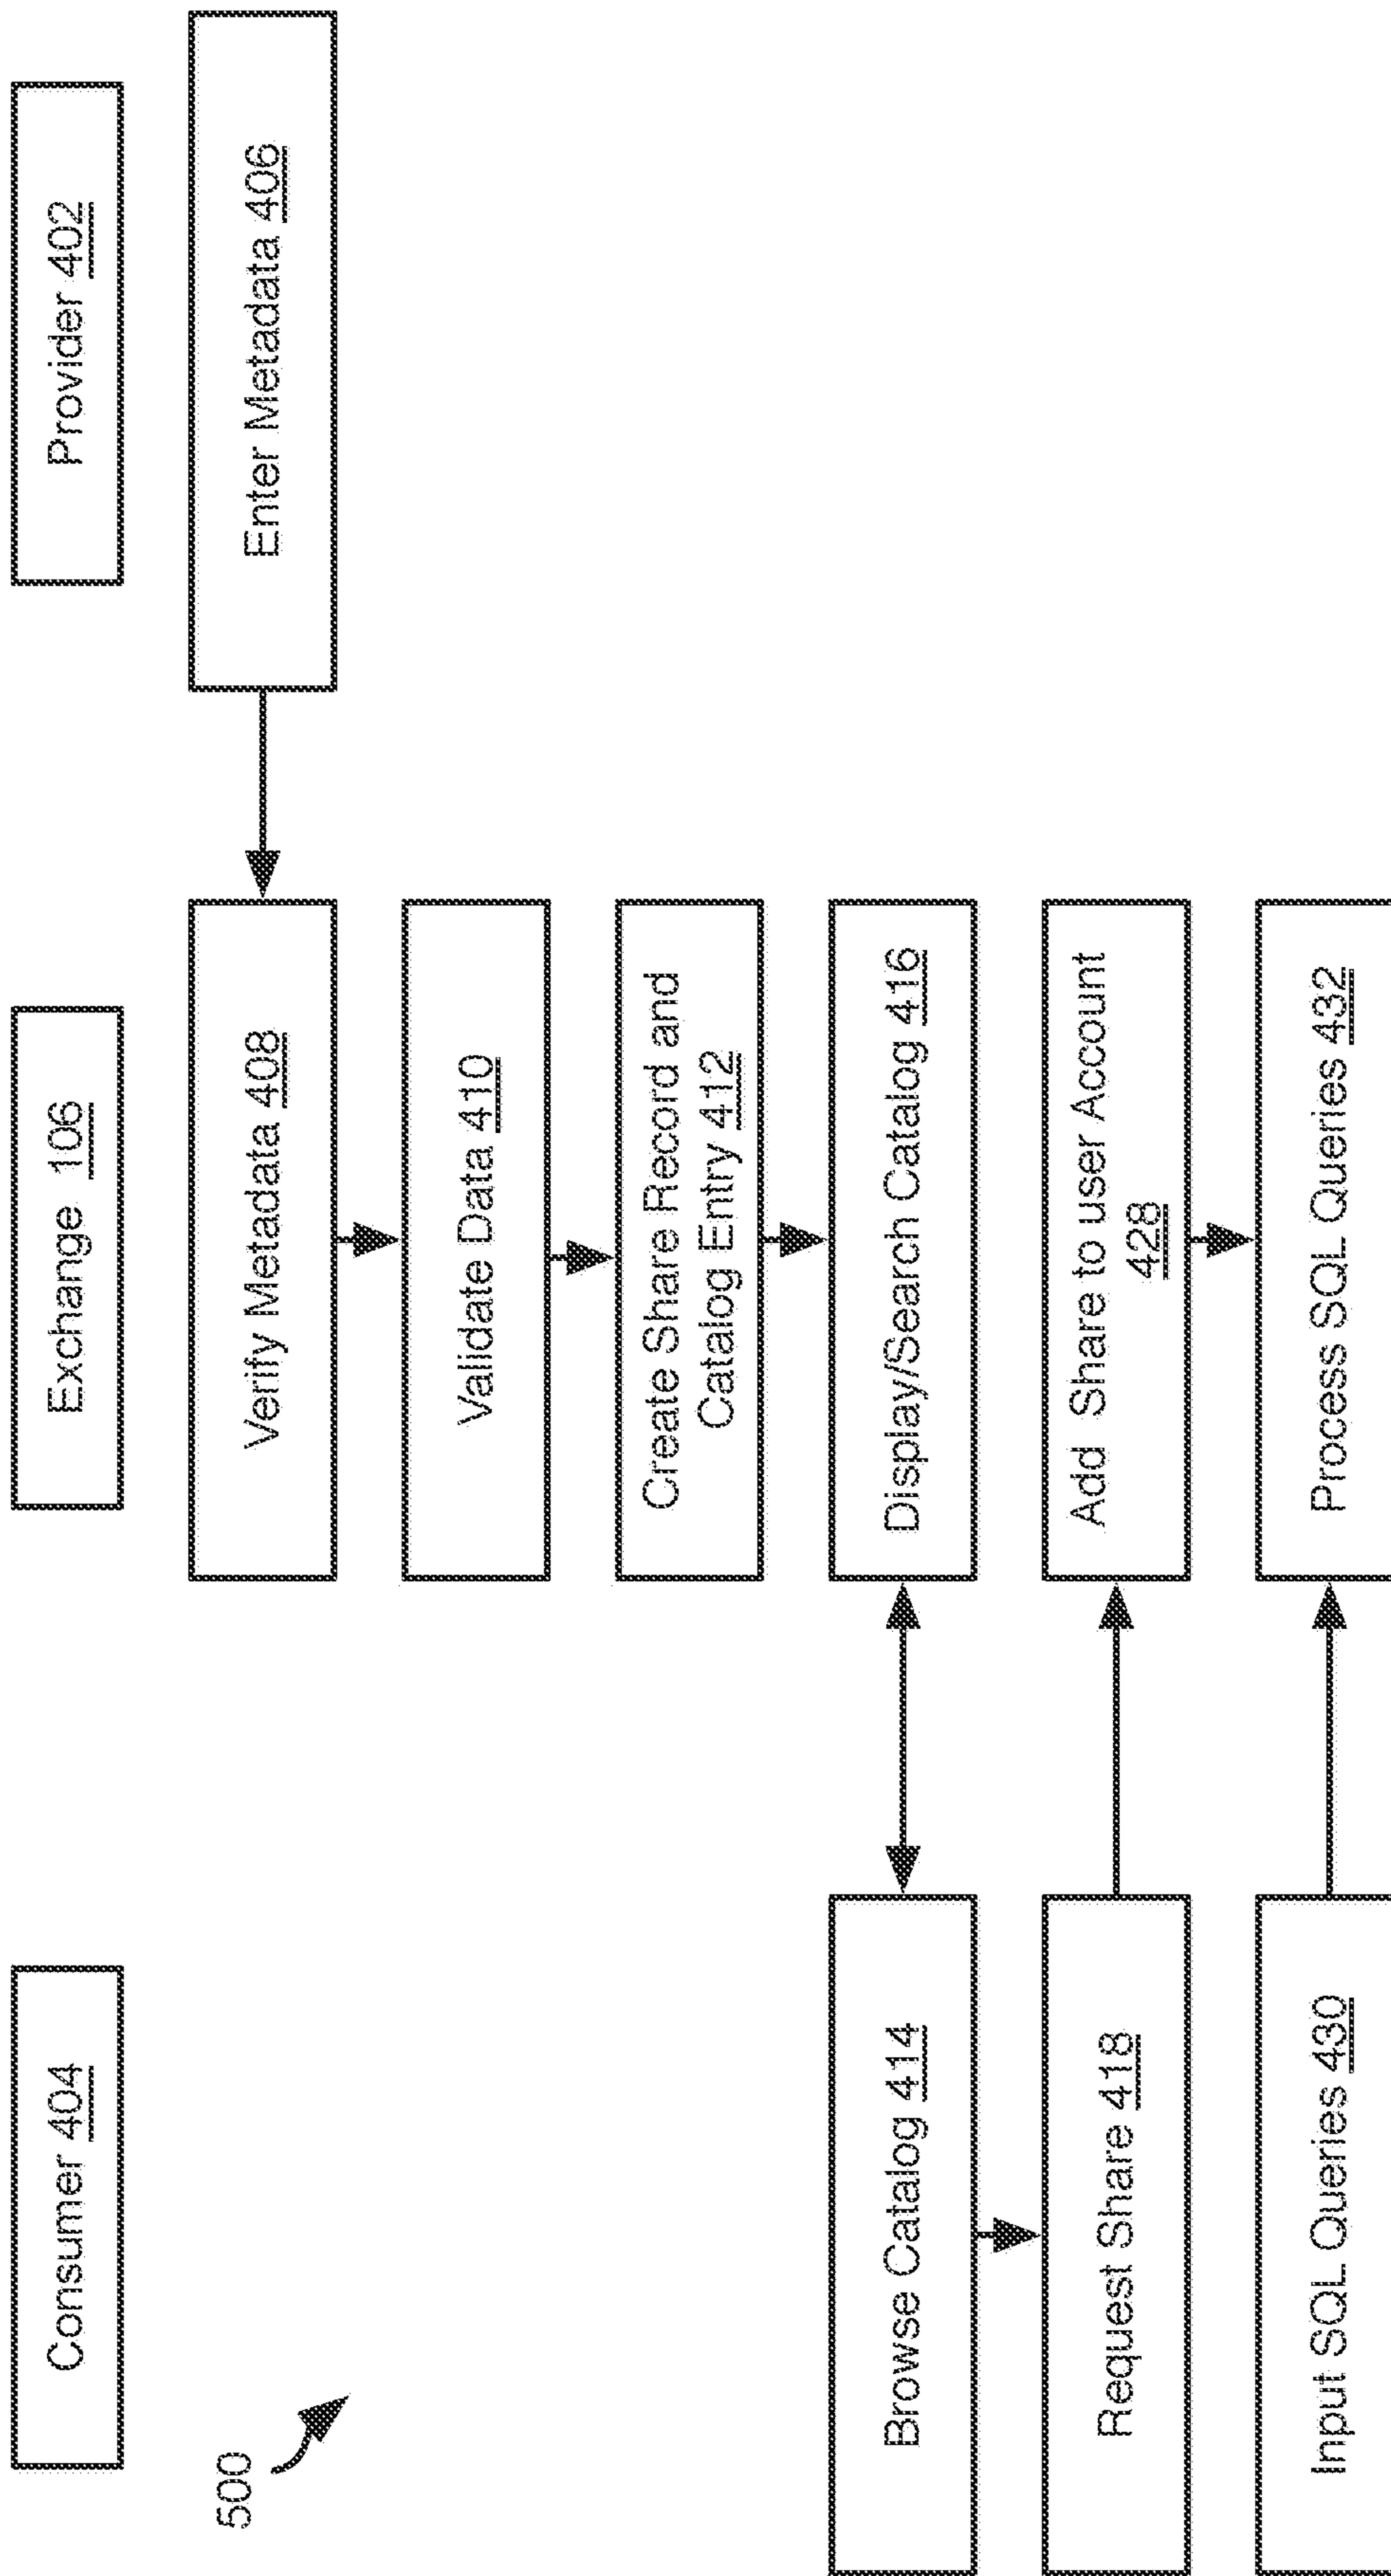 Consumer 404
Exchange 106
Provider 402
500
Verify Metadata 408
Enter Metadata 406
Validate Data 410
Create Share Record and
Catalog Entry 412
Browse Catalog 414
Display/Search Catalog 416
Request Share 418
Add Share to user Account
428
Input SQL Queries 430
Process SQL Queries 432